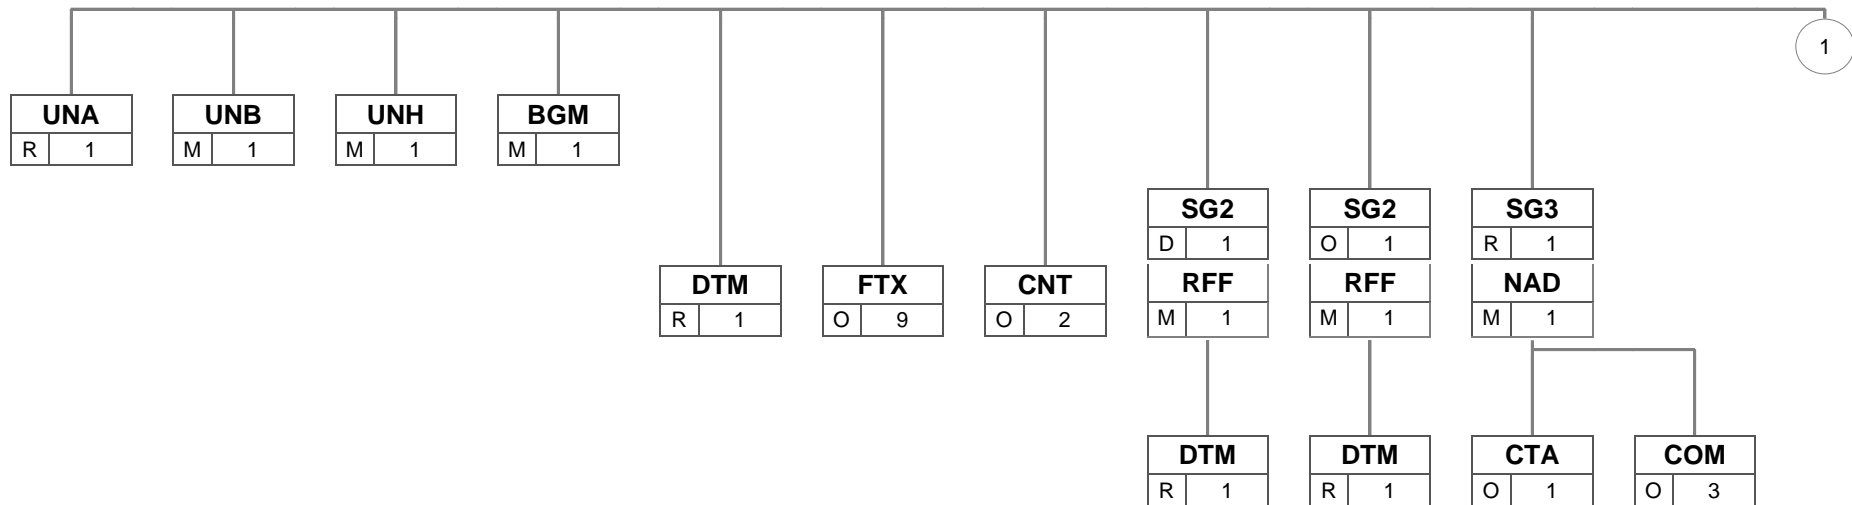 1
UNA UNB UNH BGM
R 1 M 1 M 1 M 1
SG2 SG2 SG3
D 1 O 1 R 1
DTM FTX CNT RFF RFF NAD
R 1 O 9 O 2 M 1 M 1 M 1
DTM DTM CTA COM
R 1 R 1 O 1 O 3